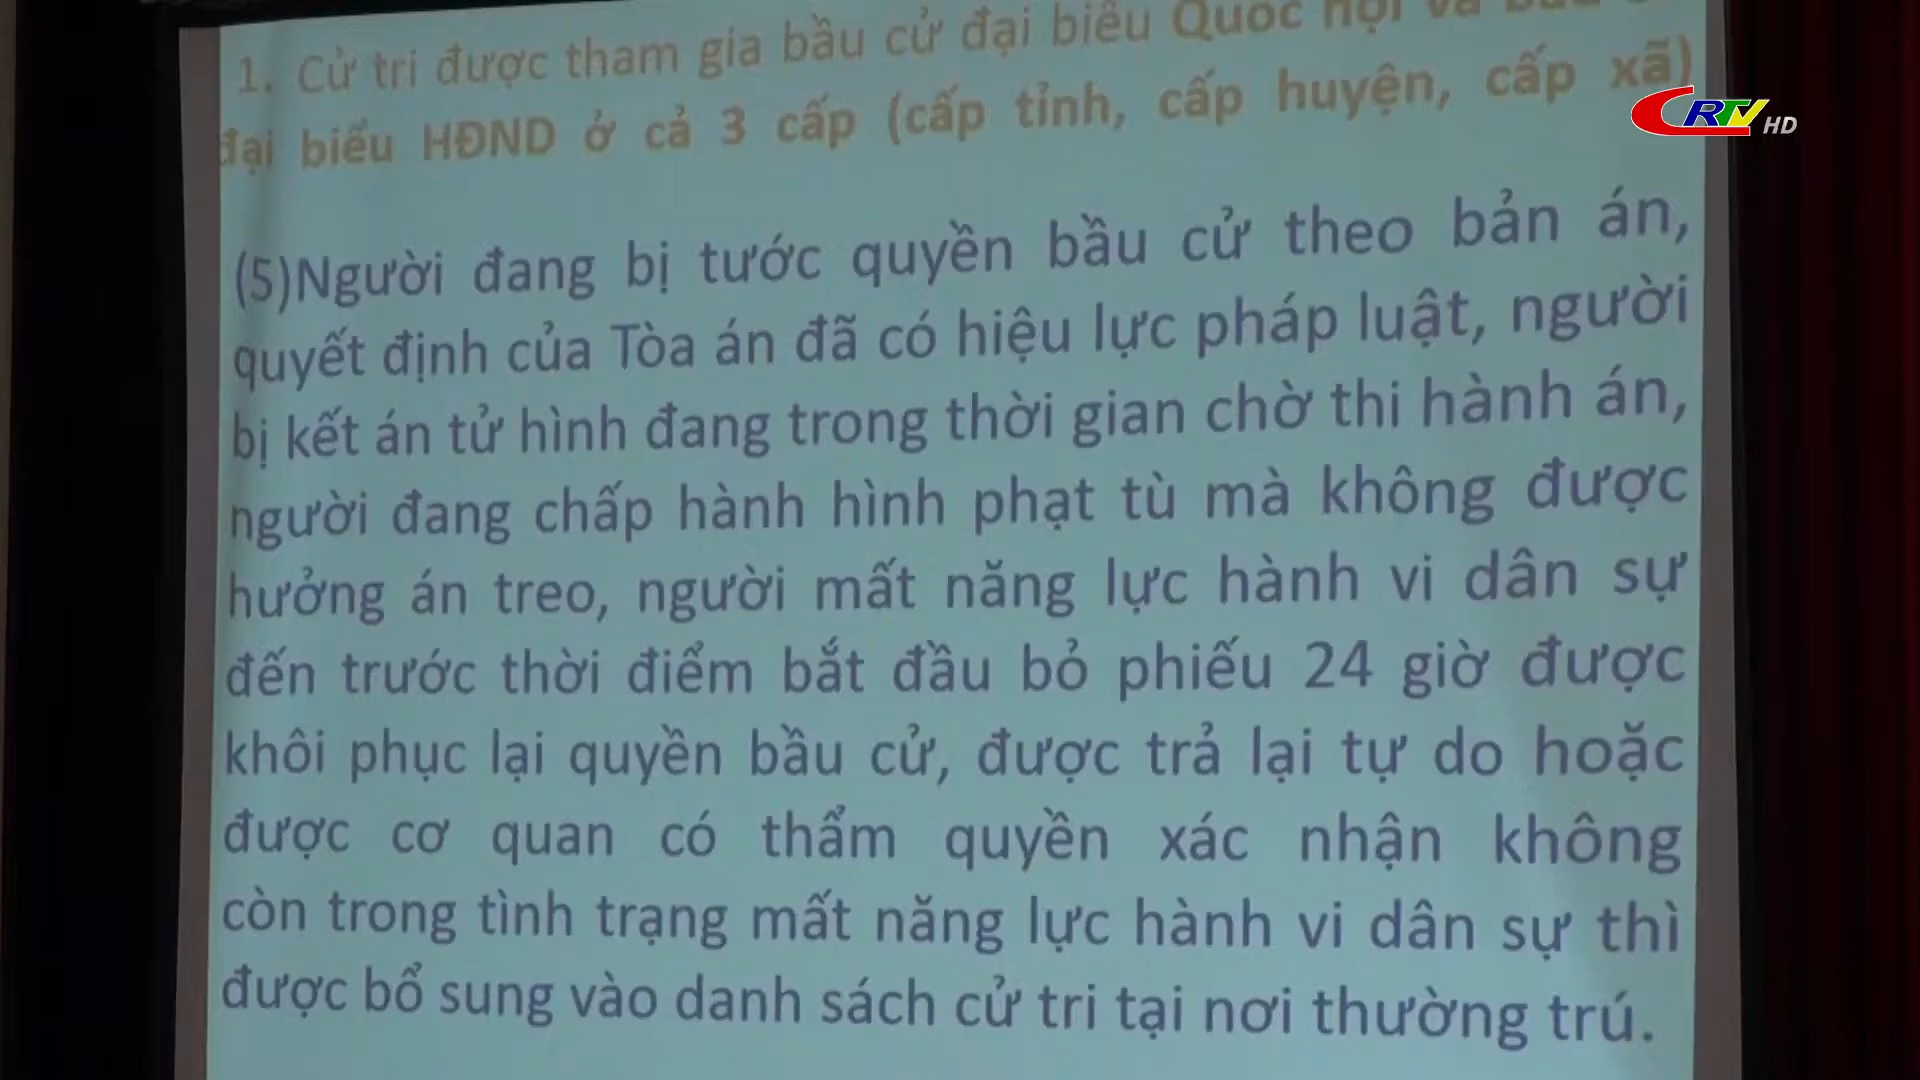 1. Cử tri được tham gia bầu cử đại biểu Quốc hội và
đại biểu HĐND ở cả 3 cấp (cấp tỉnh, cấp huyện, cấp xã)
CRTV HD
(5)Người đang bị tước quyền bầu cử theo bản án,
quyết định của Tòa án đã có hiệu lực pháp luật, người
bị kết án tử hình đang trong thời gian chờ thi hành án,
người đang chấp hành hình phạt tù mà không được
hưởng án treo, người mất năng lực hành vi dân sự
đến trước thời điểm bắt đầu bỏ phiếu 24 giờ được
khôi phục lại quyền bầu cử, được trả lại tự do hoặc
được cơ quan có thẩm quyền xác nhận không
còn trong tình trạng mất năng lực hành vi dân sự thì
được bổ sung vào danh sách cử tri tại nơi thường trú.